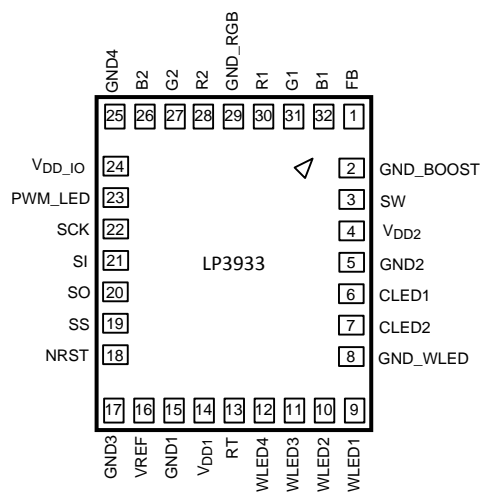 GND4 B2 G2 R2 GND_RGB R1 G1 B1 FB
25 26 27 28 29 30 31 32 1
VDD_IO 24 2 GND_BOOST
PWM_LED 23 3 SW
SCK 22 4 VDD2
SI 21 LP3933 5 GND2
SO 20 6 CLED1
SS 19 7 CLED2
NRST 18 8 GND_WLED
17 16 15 14 13 12 11 10 9
GND3 VREF GND1 VDD1 RT WLED4 WLED3 WLED2 WLED1